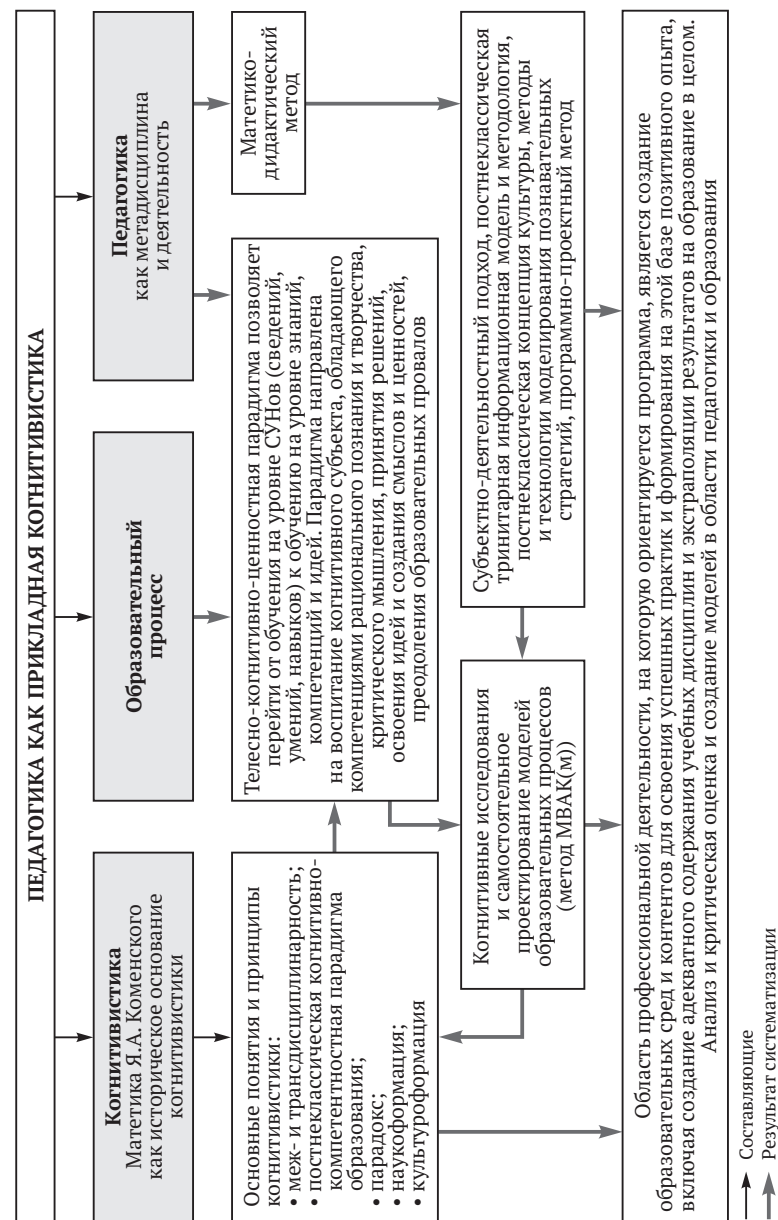 ПЕДАГОГИКА КАК ПРИКЛАДНАЯ КОГНИТИВИСТИКА
Когнитивистика
Матетика Я.А. Коменского
как историческое основание
когнитивистики
Образовательный
процесс
Педагогика
как метадисциплина
и деятельность
Основные понятия и принципы
когнитивистики:
• меж- и трансдисциплинарность;
• постнеклассическая когнитивно-
компетентностная парадигма
образования;
• парадокс;
• наукоформация;
• культуроформация
Телесно-когнитивно-ценностная парадигма позволяет
перейти от обучения на уровне СУНов (сведений,
умений, навыков) к обучению на уровне знаний,
компетенций и идей. Парадигма направлена
на воспитание когнитивного субъекта, обладающего
компетенциями рационального познания и творчества,
критического мышления, принятия решений,
освоения идей и создания смыслов и ценностей,
преодоления образовательных провалов
Матетико-
дидактический
метод
Когнитивные исследования
и самостоятельное
проектирование моделей
образовательных процессов
(метод МВАК(м))
Субъектно-деятельностный подход, постнеклассическая
тринитарная информационная модель и методология,
постнеклассическая концепция культуры, методы
и технологии моделирования познавательных
стратегий, программно-проектный метод
Область профессиональной деятельности, на которую ориентируется программа, является создание
образовательных сред и контентов для освоения успешных практик и формирования на этой базе позитивного опыта,
включая создание адекватного содержания учебных дисциплин и экстраполяции результатов на образование в целом.
Анализ и критическая оценка и создание моделей в области педагогики и образования
Составляющие
Результат систематизации